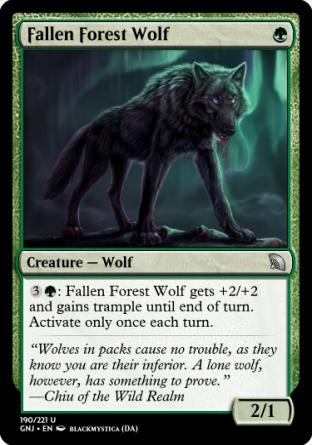 Fallen Forest Wolf
Creature — Wolf
3 : Fallen Forest Wolf gets +2/+2
and gains trample until end of turn.
Activate only once each turn.
“Wolves in packs cause no trouble, as they
know you are their inferior. A lone wolf,
however, has something to prove.”
—Chiu of the Wild Realm
2/1
190/221 U
GNJ • EN BLACKMYSTICA (DA)